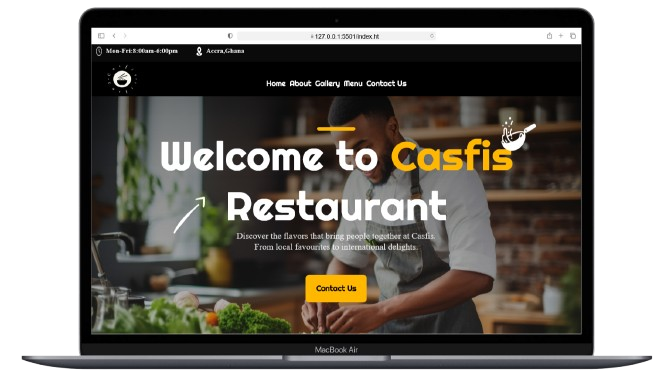 127.0.0.1:5501/index.ht
Mon-Fri:8:00am-6:00pm Accra,Ghana
Home About Gallery Menu Contact Us
Welcome to Casfis
Restaurant
Discover the flavors that bring people together at Casfis.
From local favourites to international delights.
Contact Us
MacBook Air